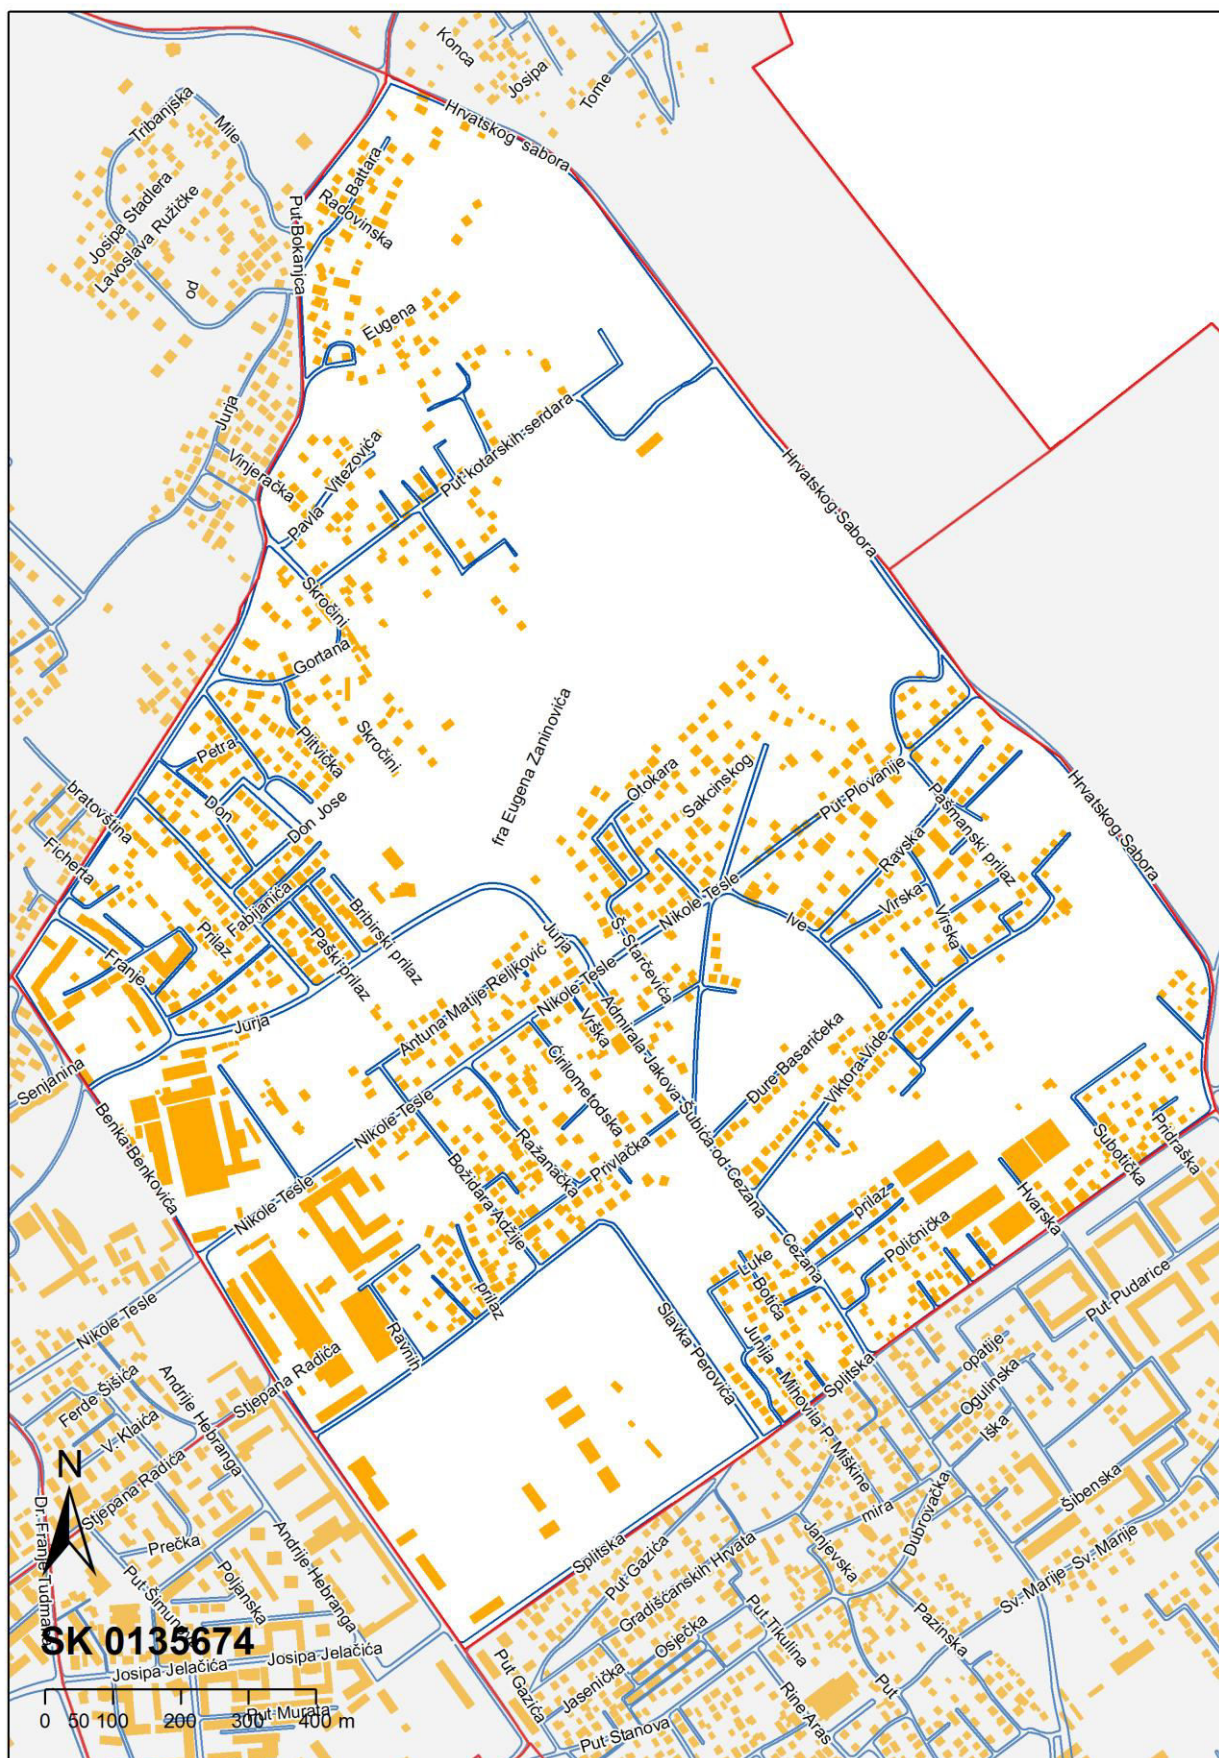 Konca
Josipa
Tome
Hrvatskog sabora
Tribanjska
Mile
Battara
Radovinska
Josipa Stadlera
Lavoslava Ružičke
od
Put Bokanjca
Eugena
Jurja
Vinjeračka
Pavla
Vitezovića
Put kotarskih serdara
Hrvatskog Sabora
Skročini
Gortana
Skročini
Plitvička
Petra
Don
Don Jose
fra Eugena Zaninovića
Otokara
Sakcinskog
Put Plovanije
Pašmanski prilaz
Hrvatskog Sabora
bratovština
Ficherta
Fabijanića
Prilaz
Franje
Paški prilaz
Bribirski prilaz
Jurja
Jurja
Š. Starčevića
Nikole Tesle
Ive
Ravska
Virska
Virska
Antuna Matije Reljković
Nikole Tesle
Vrška
Admirala Jakova Šubića od Cezana
Ćirilometodska
Đure Basaričeka
Viktora Vide
Senjanina
Benka Benkovića
Nikole Tesle
Ražanačka
Privlačka
Božidara Adžije
Nikole Tesle
Subotička
Pridraška
Hvarska
prilaz
Poličnička
Cezana
Luke
Botića
Junija
Mihovila P. Miškine
Splitska
Slavka Perovića
prilaz
Ravnih
Stjepana Radića
Nikole Tesle
Ferde Šišića
V. Klaića
Andrije Hebranga
Stjepana Radića
Put Pudarice
opatije
Ogulinska
Iška
Šibenska
Dubrovačka
mira
Janjevska
Sv. Marije
Sv. Marije
Pazinska
Splitska
Put Gazića
Gradišćanskih Hrvata
Osječka
Put Tikulina
Put
Rine Aras
Jasenička
Put Stanova
Put Gazića
N
Dr. Franje Tuđmana
Prečka
Poljanska
Andrije Hebranga
SK 0135674
Josipa Jelačića
Josipa Jelačića
Put Murata
0 50 100 200 300 400 m